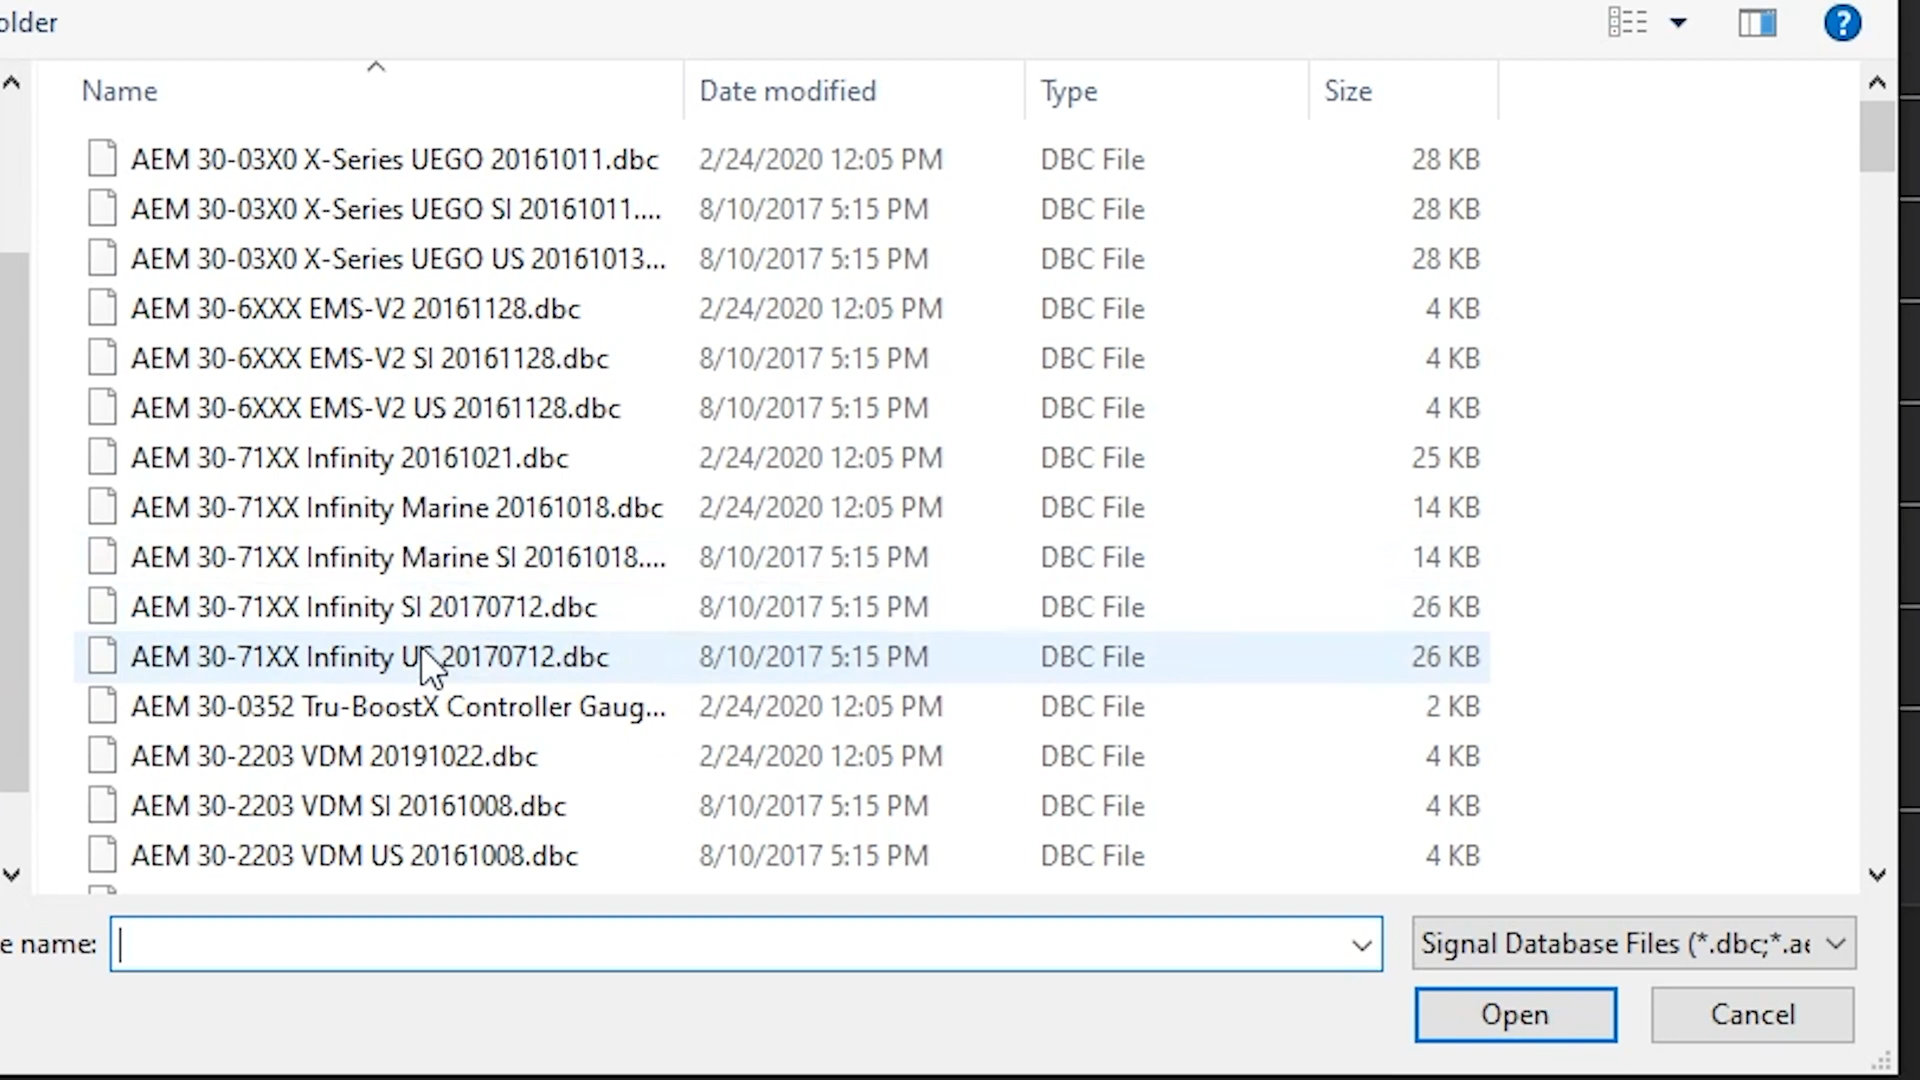 older
Name Date modified Type Size
AEM 30-03X0 X-Series UEGO 20161011.dbc 2/24/2020 12:05 PM DBC File 28 KB
AEM 30-03X0 X-Series UEGO SI 20161011.... 8/10/2017 5:15 PM DBC File 28 KB
AEM 30-03X0 X-Series UEGO US 20161013... 8/10/2017 5:15 PM DBC File 28 KB
AEM 30-6XXX EMS-V2 20161128.dbc 2/24/2020 12:05 PM DBC File 4 KB
AEM 30-6XXX EMS-V2 SI 20161128.dbc 8/10/2017 5:15 PM DBC File 4 KB
AEM 30-6XXX EMS-V2 US 20161128.dbc 8/10/2017 5:15 PM DBC File 4 KB
AEM 30-71XX Infinity 20161021.dbc 2/24/2020 12:05 PM DBC File 25 KB
AEM 30-71XX Infinity Marine 20161018.dbc 2/24/2020 12:05 PM DBC File 14 KB
AEM 30-71XX Infinity Marine SI 20161018.... 8/10/2017 5:15 PM DBC File 14 KB
AEM 30-71XX Infinity SI 20170712.dbc 8/10/2017 5:15 PM DBC File 26 KB
AEM 30-71XX Infinity US 20170712.dbc 8/10/2017 5:15 PM DBC File 26 KB
AEM 30-0352 Tru-BoostX Controller Gaug... 2/24/2020 12:05 PM DBC File 2 KB
AEM 30-2203 VDM 20191022.dbc 2/24/2020 12:05 PM DBC File 4 KB
AEM 30-2203 VDM SI 20161008.dbc 8/10/2017 5:15 PM DBC File 4 KB
AEM 30-2203 VDM US 20161008.dbc 8/10/2017 5:15 PM DBC File 4 KB
e name: Signal Database Files (*.dbc;*.ae
Open Cancel